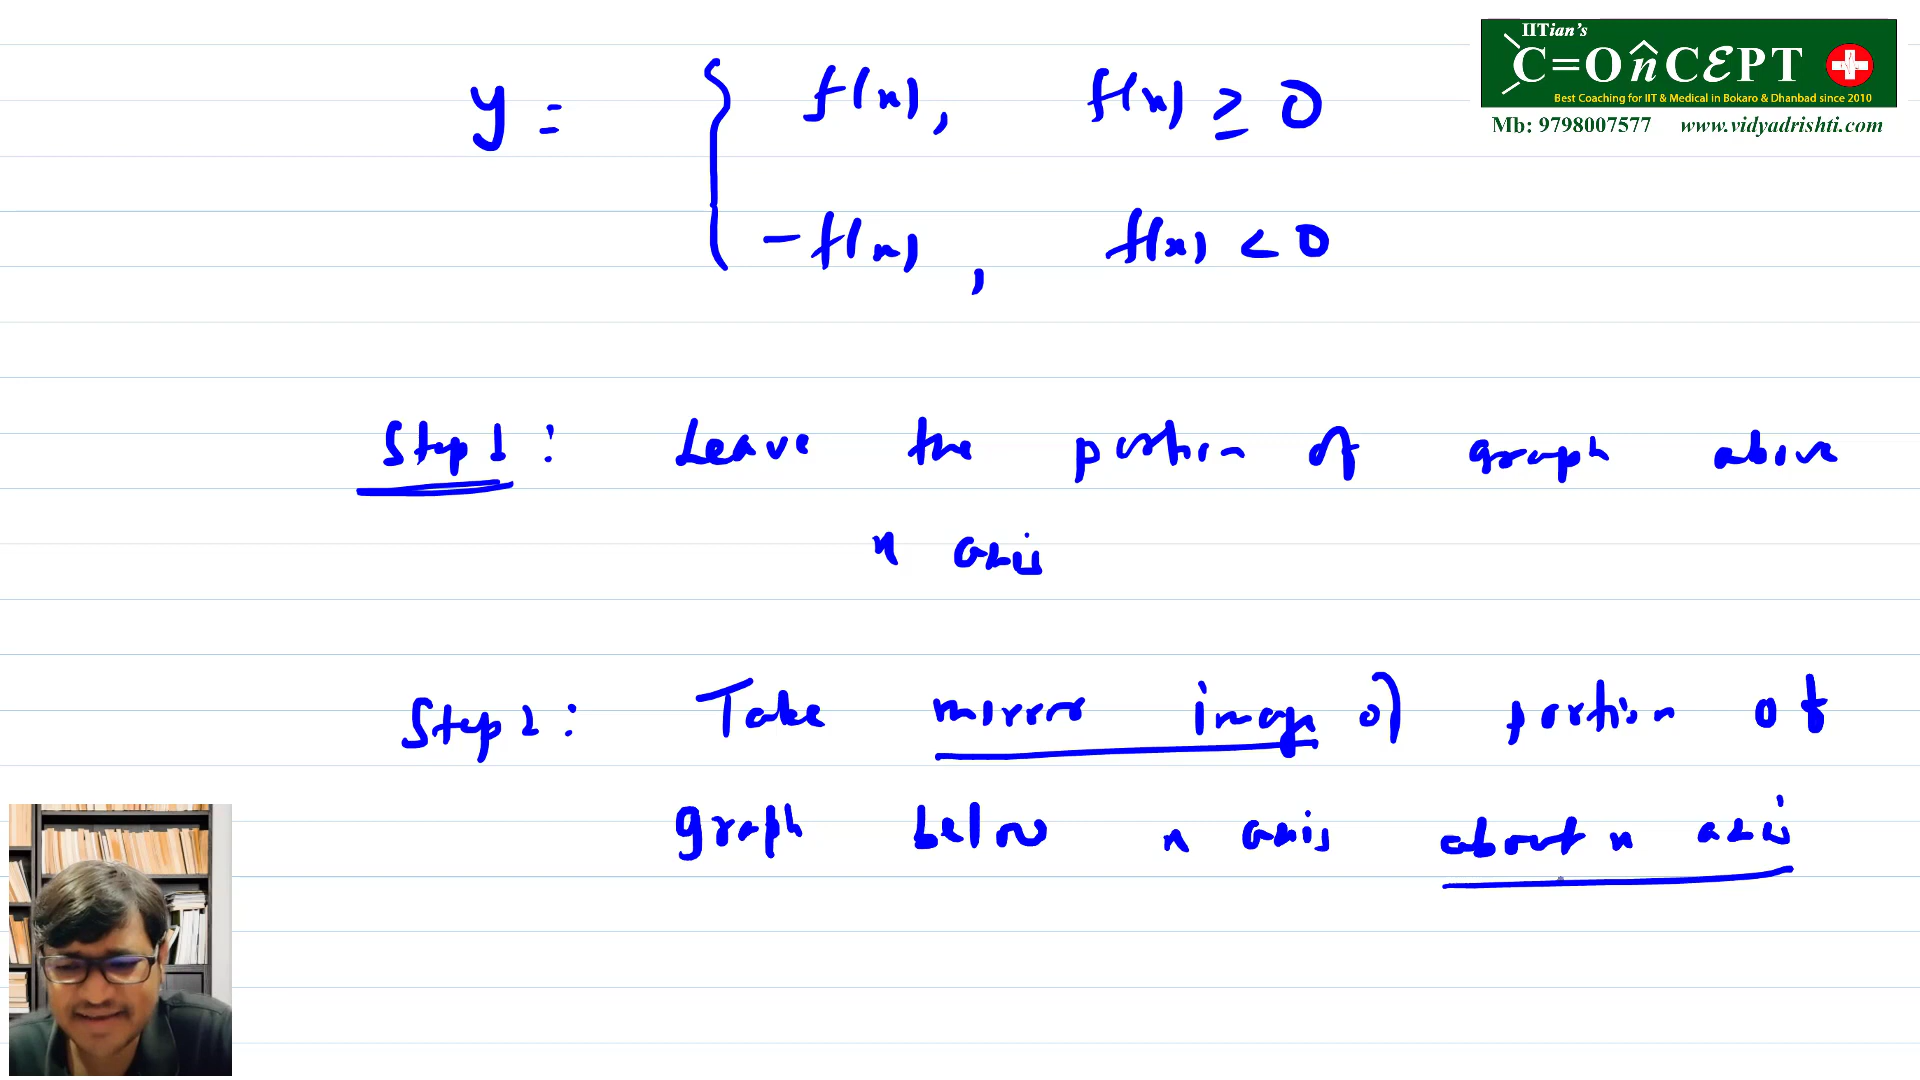 IITian's
C=On̂CEPT
Best Coaching for IIT & Medical in Bokaro & Dhanbad since 2010
Mb: 9798007577 www.vidyadrishti.com
y = { f(x), f(x) ≥ 0
-f(x), f(x) < 0
Step 1: Leave the portion of graph above
x axis
Step 2: Take mirror image of portion of
graph below x axis about x axis